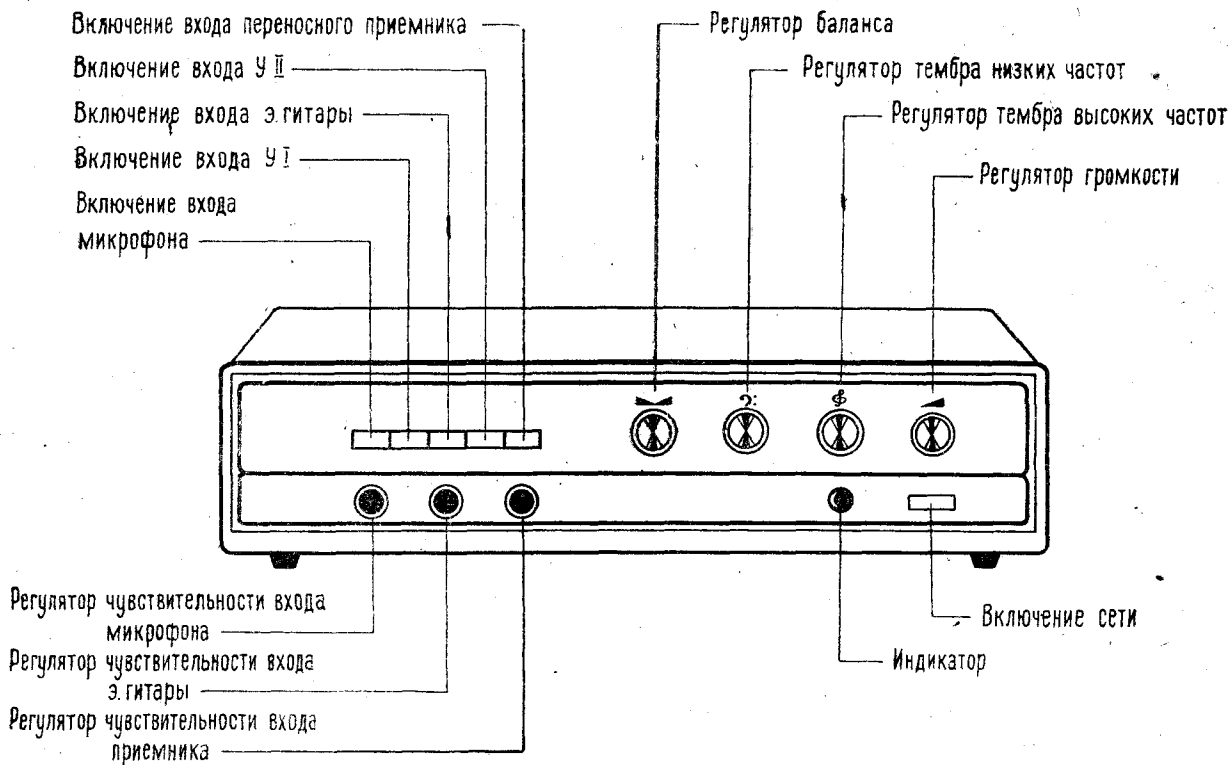 Включение входа переносного приемника
Включение входа У II
Включение входа э.гитары
Включение входа У I
Включение входа
микрофона
Регулятор баланса
Регулятор тембра низких частот
Регулятор тембра высоких частот
Регулятор громкости
Регулятор чувствительности входа
микрофона
Регулятор чувствительности входа
э.гитары
Регулятор чувствительности входа
приемника
Включение сети
Индикатор